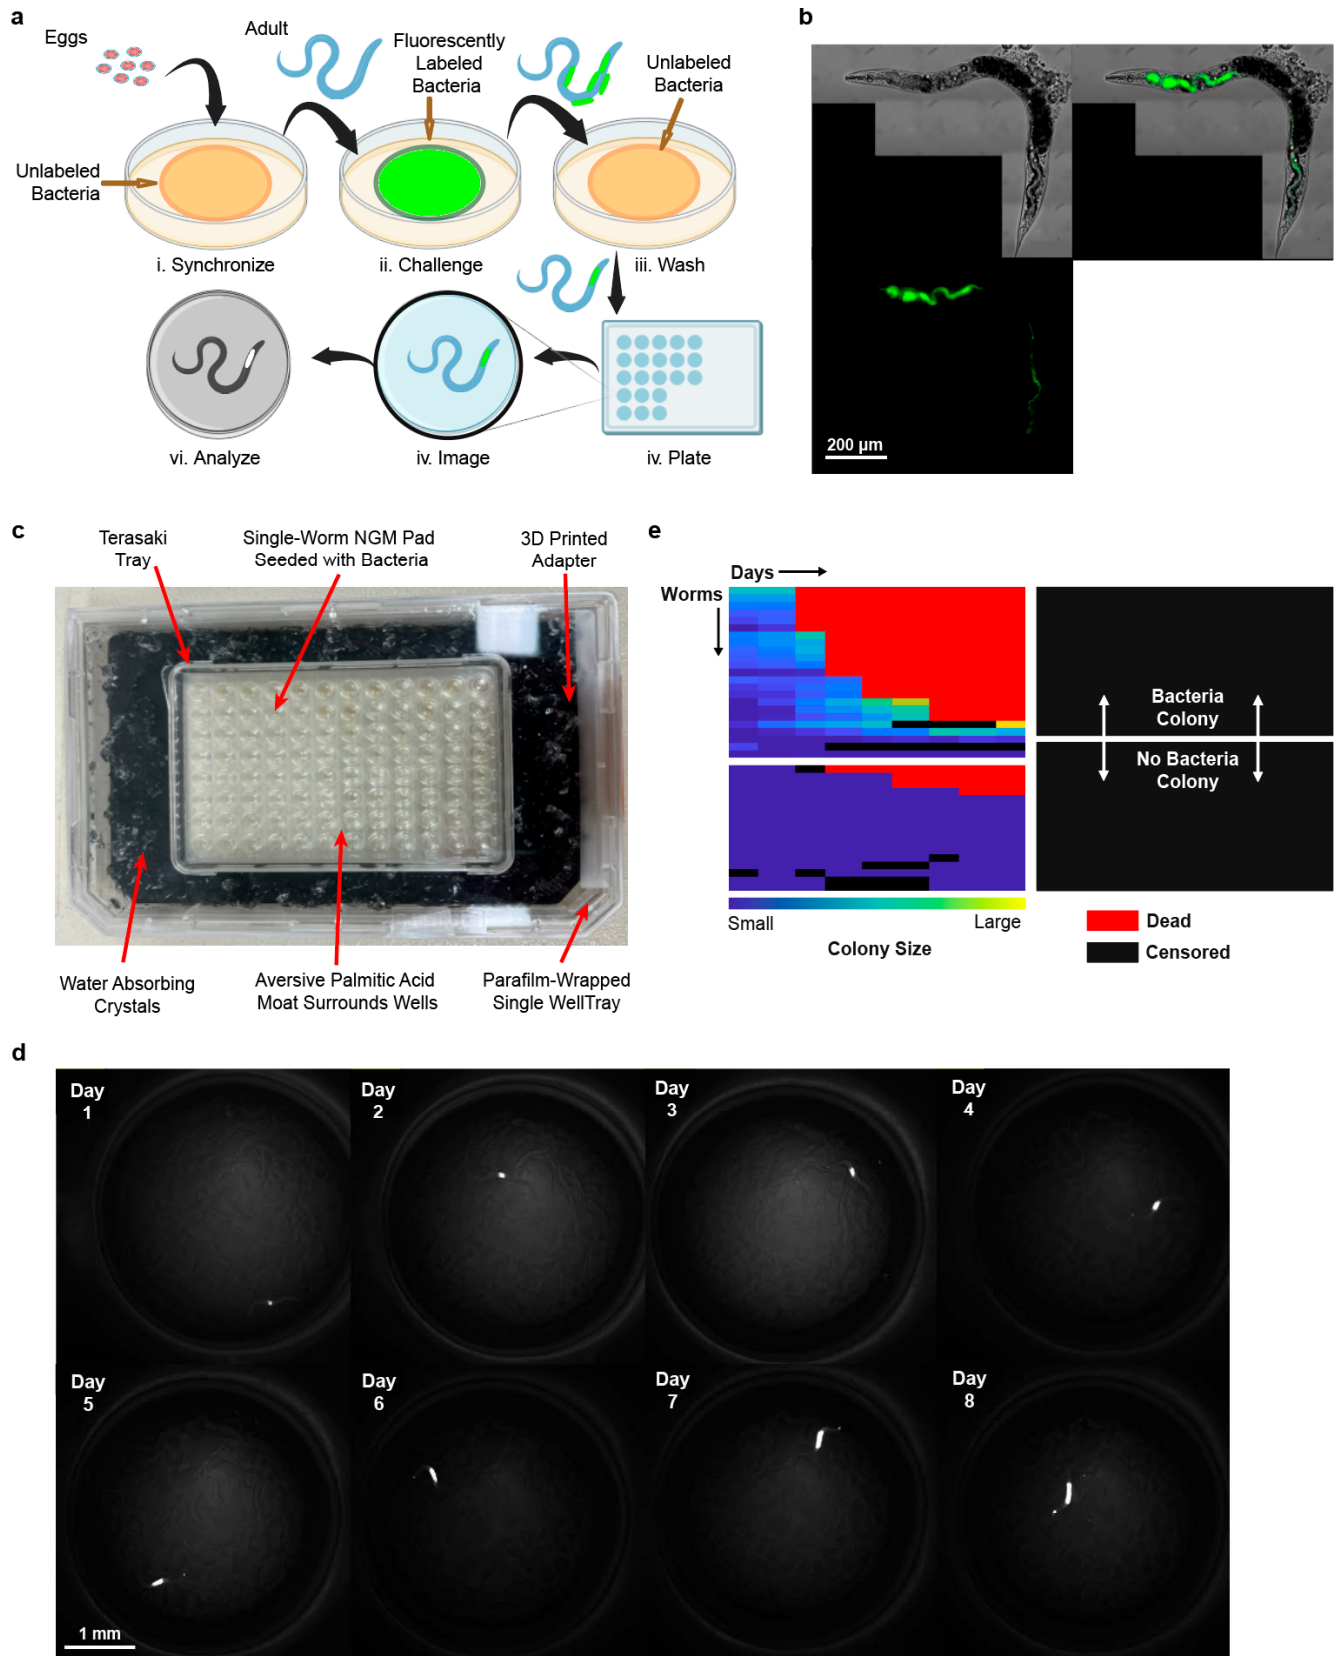 a
Eggs
Adult
Fluorescently
Labeled
Bacteria
Unlabeled
Bacteria
Unlabeled
Bacteria
i. Synchronize
ii. Challenge
iii. Wash
vi. Analyze
iv. Image
iv. Plate
b
200 µm
c
Terasaki
Tray
Single-Worm NGM Pad
Seeded with Bacteria
3D Printed
Adapter
Water Absorbing
Crystals
Aversive Palmitic Acid
Moat Surrounds Wells
Parafilm-Wrapped
Single WellTray
e
Days
Worms
Bacteria
Colony
No Bacteria
Colony
Small
Large
Colony Size
Dead
Censored
d
Day
1
Day
2
Day
3
Day
4
Day
5
Day
6
Day
7
Day
8
1 mm